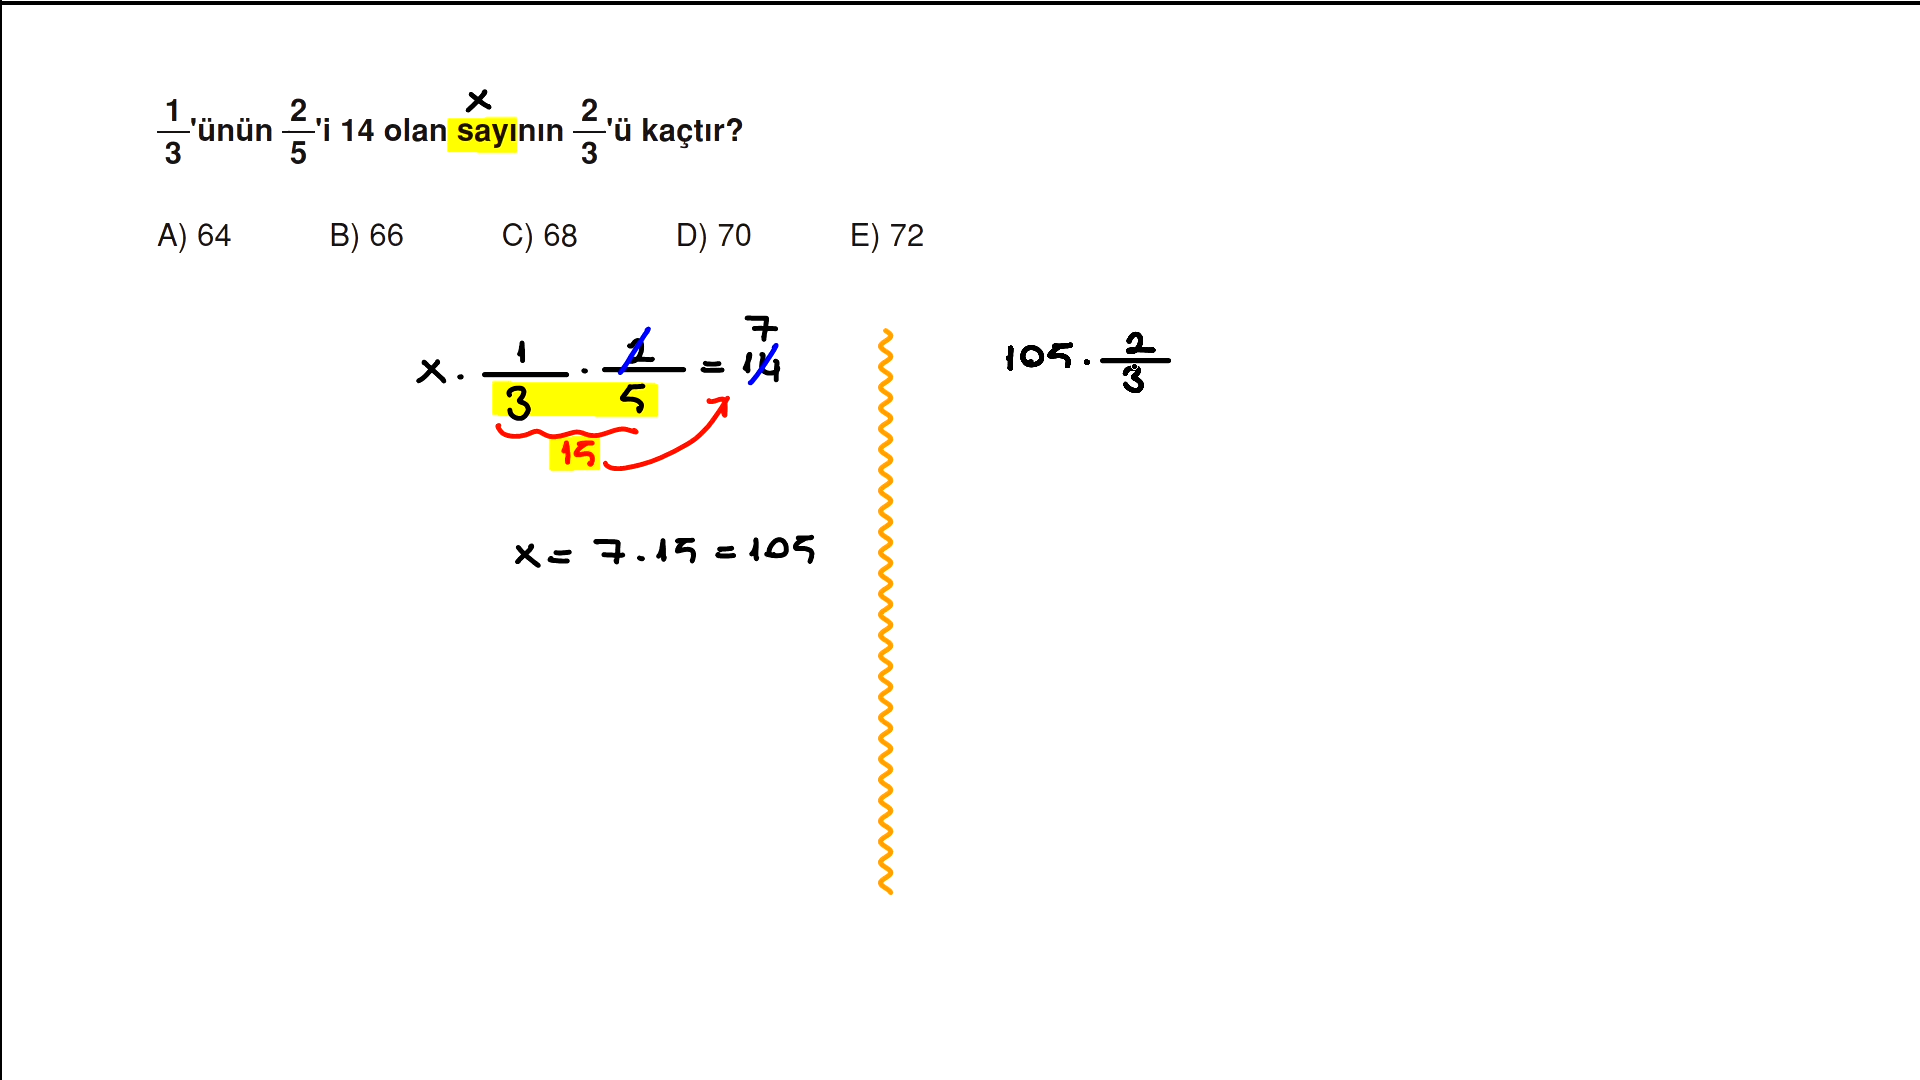 x
1/3'ünün 2/5'i 14 olan sayının 2/3'ü kaçtır?
A) 64 B) 66 C) 68 D) 70 E) 72
7
x . 1/3 . 2/5 = 14
15
x = 7 . 15 = 105
105 . 2/3